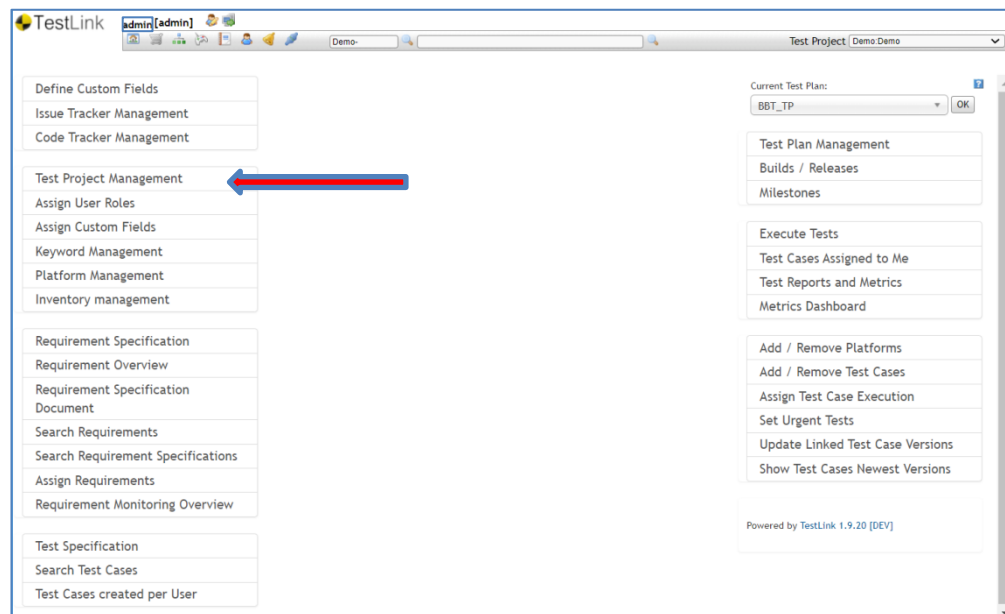 TestLink admin [admin]
Demo-
Test Project Demo:Demo
Define Custom Fields
Issue Tracker Management
Code Tracker Management
Test Project Management
Assign User Roles
Assign Custom Fields
Keyword Management
Platform Management
Inventory management
Requirement Specification
Requirement Overview
Requirement Specification
Document
Search Requirements
Search Requirement Specifications
Assign Requirements
Requirement Monitoring Overview
Test Specification
Search Test Cases
Test Cases created per User
Current Test Plan:
?
BBT_TP
OK
Test Plan Management
Builds / Releases
Milestones
Execute Tests
Test Cases Assigned to Me
Test Reports and Metrics
Metrics Dashboard
Add / Remove Platforms
Add / Remove Test Cases
Assign Test Case Execution
Set Urgent Tests
Update Linked Test Case Versions
Show Test Cases Newest Versions
Powered by TestLink 1.9.20 [DEV]